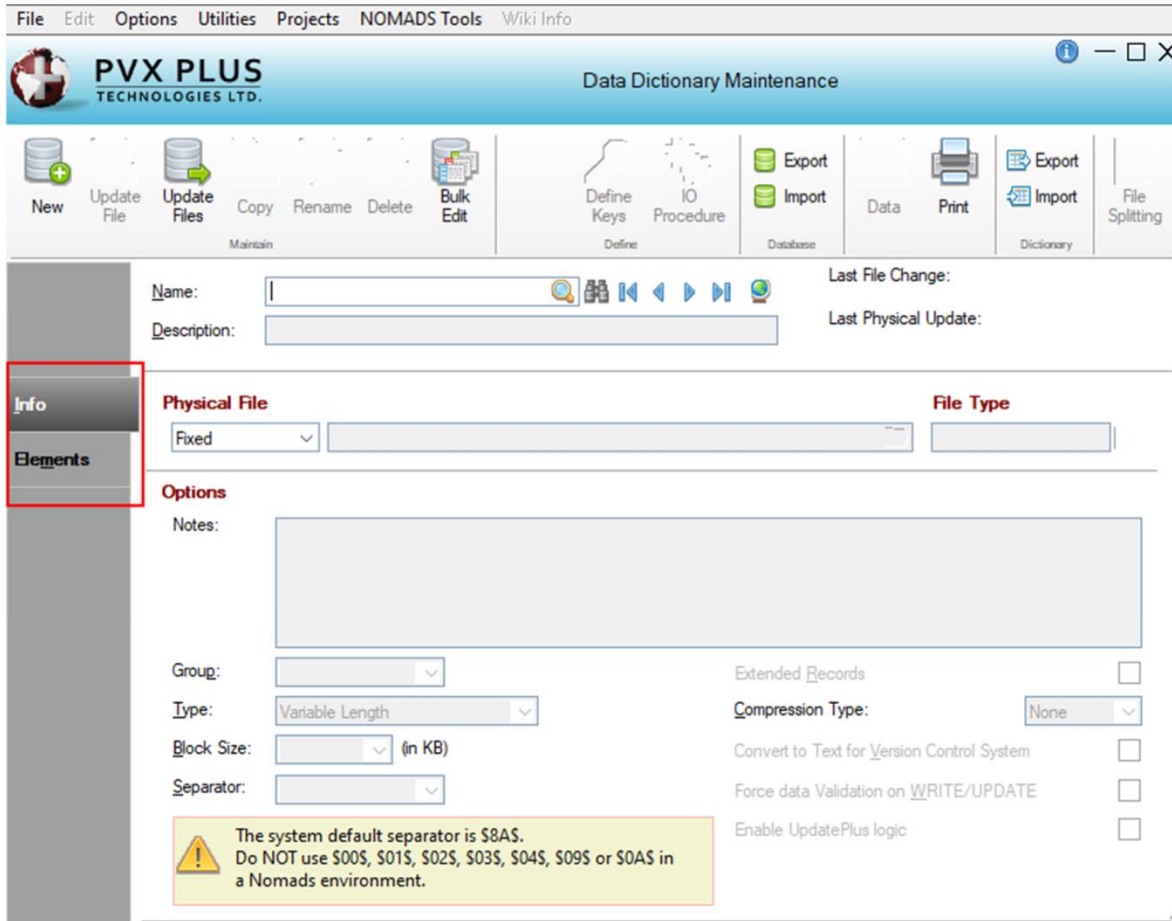 File Edit Options Utilities Projects NOMADS Tools Wiki Info
PVX PLUS
TECHNOLOGIES LTD.
Data Dictionary Maintenance
New
Update
File
Update
Files
Copy
Rename
Delete
Bulk
Edit
Maintain
Define
Keys
IO
Procedure
Define
Export
Import
Database
Data
Print
Export
Import
Dictionary
File
Splitting
Name:
Last File Change:
Description:
Last Physical Update:
Info
Elements
Physical File
File Type
Fixed
Options
Notes:
Group:
Extended Records
Type:
Variable Length
Compression Type:
None
Block Size:
(in KB)
Convert to Text for Version Control System
Separator:
Force data Validation on WRITE/UPDATE
Enable UpdatePlus logic
The system default separator is $8A$.
Do NOT use $00$, $01$, $02$, $03$, $04$, $09$ or $0A$ in
a Nomads environment.